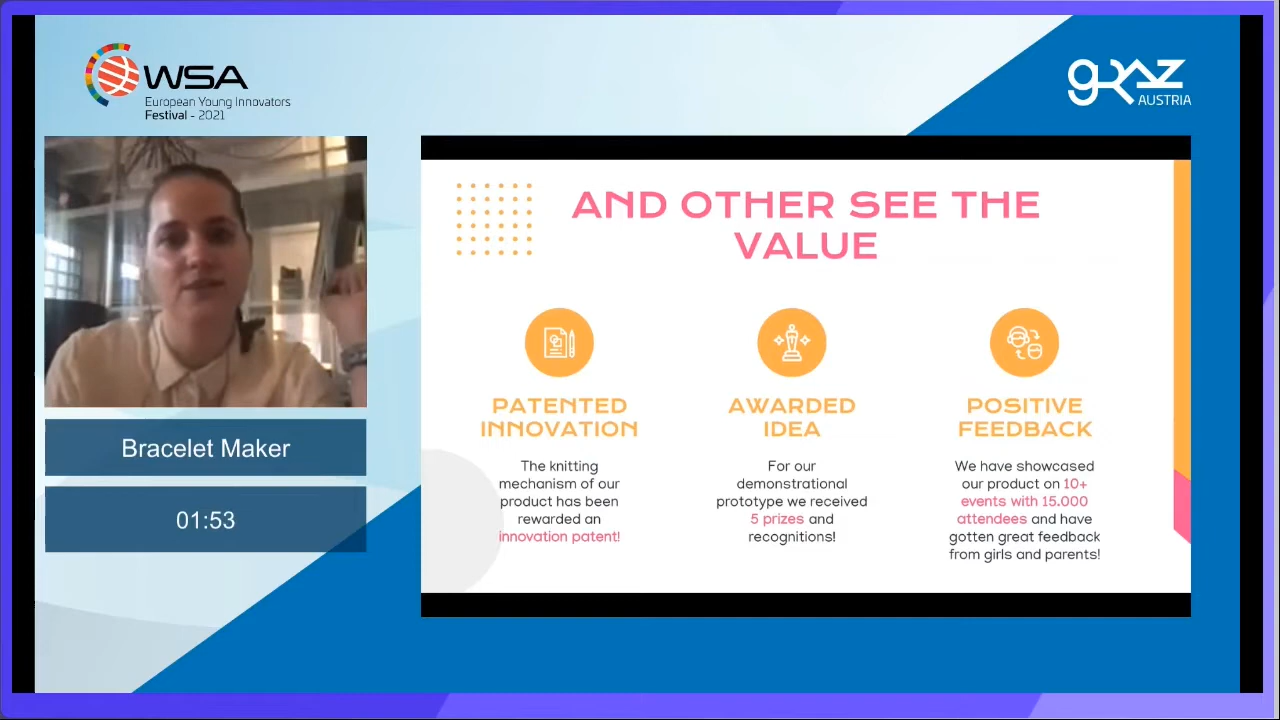 WSA
European Young Innovators
Festival - 2021
GRAZ
AUSTRIA
Bracelet Maker
01:53
AND OTHER SEE THE
VALUE
PATENTED
INNOVATION
The knitting
mechanism of our
product has been
rewarded an
innovation patent!
AWARDED
IDEA
For our
demonstrational
prototype we received
5 prizes and
recognitions!
POSITIVE
FEEDBACK
We have showcased
our product on 10+
events with 15.000
attendees and have
gotten great feedback
from girls and parents!